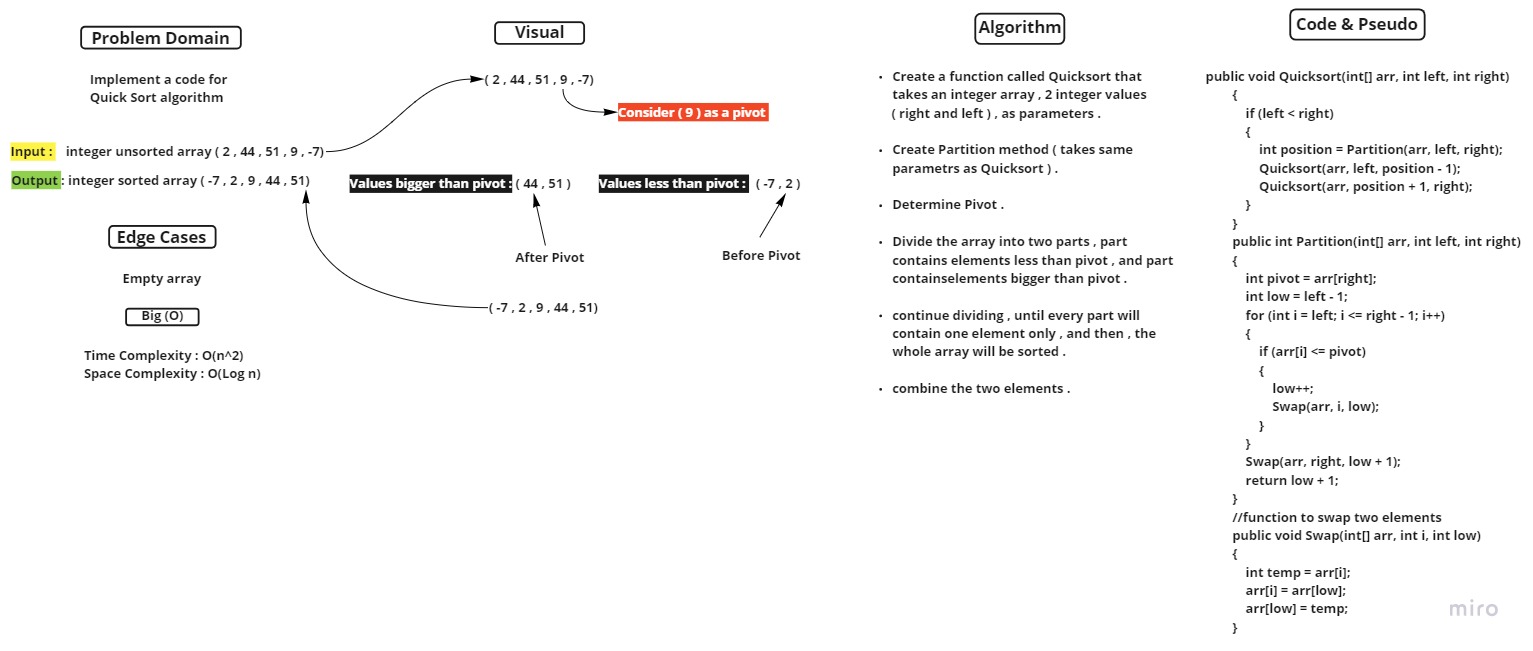 Problem Domain
Implement a code for
Quick Sort algorithm
Input : integer unsorted array ( 2 , 44 , 51 , 9 , -7)
Output : integer sorted array ( -7 , 2 , 9 , 44 , 51)
Edge Cases
Empty array
Big (O)
Time Complexity : O(n^2)
Space Complexity : O(Log n)
Visual
( 2 , 44 , 51 , 9 , -7)
Consider ( 9 ) as a pivot
Values bigger than pivot : ( 44 , 51 )
Values less than pivot : ( -7 , 2 )
After Pivot
Before Pivot
( -7 , 2 , 9 , 44 , 51)
Algorithm
• Create a function called Quicksort that
takes an integer array , 2 integer values
( right and left ) , as parameters .
• Create Partition method ( takes same
parametrs as Quicksort ) .
• Determine Pivot .
• Divide the array into two parts , part
contains elements less than pivot , and part
containselements bigger than pivot .
• continue dividing , until every part will
contain one element only , and then , the
whole array will be sorted .
• combine the two elements .
Code & Pseudo
public void Quicksort(int[] arr, int left, int right)
{
if (left < right)
{
int position = Partition(arr, left, right);
Quicksort(arr, left, position - 1);
Quicksort(arr, position + 1, right);
}
}
public int Partition(int[] arr, int left, int right)
{
int pivot = arr[right];
int low = left - 1;
for (int i = left; i <= right - 1; i++)
{
if (arr[i] <= pivot)
{
low++;
Swap(arr, i, low);
}
}
Swap(arr, right, low + 1);
return low + 1;
}
//function to swap two elements
public void Swap(int[] arr, int i, int low)
{
int temp = arr[i];
arr[i] = arr[low];
arr[low] = temp;
}
miro